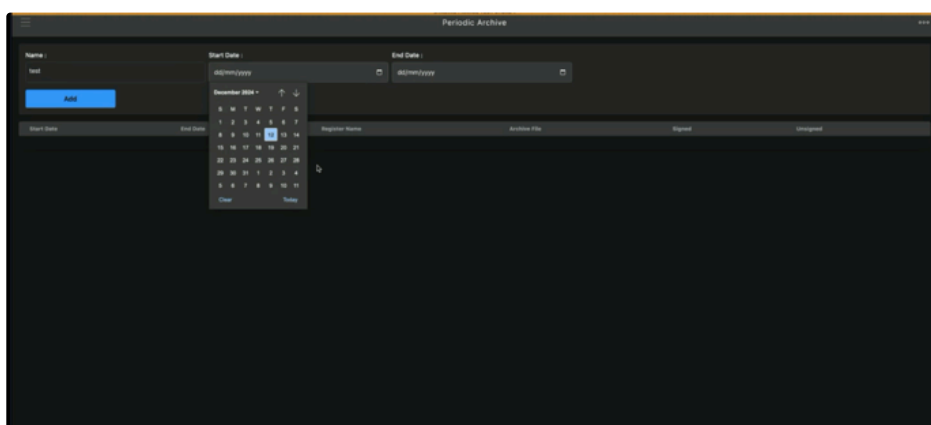 Periodic Archive
Name :
Start Date :
End Date :
test
dd/mm/yyyy
dd/mm/yyyy
December 2024
S M T W T F S
1 2 3 4 5 6 7
8 9 10 11 12 13 14
15 16 17 18 19 20 21
22 23 24 25 26 27 28
29 30 31 1 2 3 4
5 6 7 8 9 10 11
Clear Today
Add
Start Date End Date Register Name Archive File Signed Unsigned